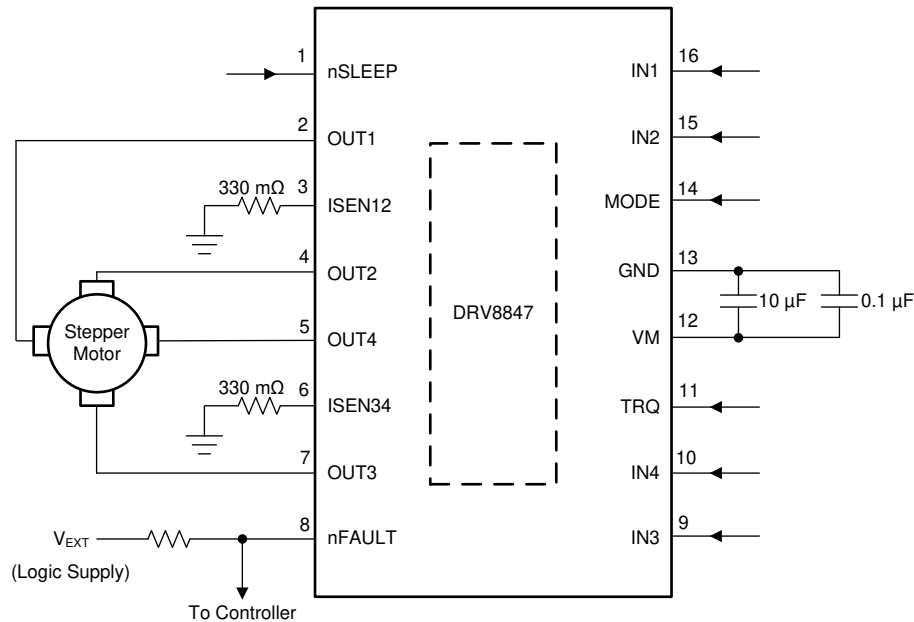 1
nSLEEP
2
OUT1
330 mΩ
3
ISEN12
4
OUT2
Stepper
Motor
5
OUT4
330 mΩ
6
ISEN34
7
OUT3
VEXT
(Logic Supply)
8
nFAULT
To Controller
DRV8847
16
IN1
15
IN2
14
MODE
13
GND
10 µF
0.1 µF
12
VM
11
TRQ
10
IN4
9
IN3